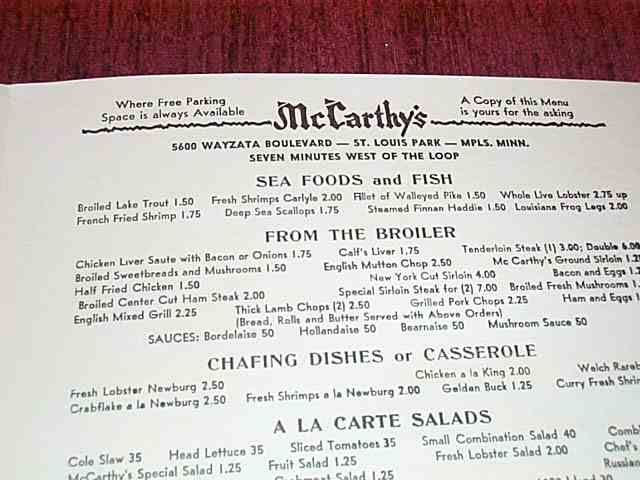 Where Free Parking
Space is always Available
McCarthy's
A Copy of this Menu
is yours for the asking
5600 WAYZATA BOULEVARD — ST. LOUIS PARK — MPLS. MINN.
SEVEN MINUTES WEST OF THE LOOP
SEA FOODS and FISH
Broiled Lake Trout 1.50 Fresh Shrimps Carlyle 2.00 Fillet of Walleyed Pike 1.50 Whole Live Lobster 2.75 up
French Fried Shrimp 1.75 Deep Sea Scallops 1.75 Steamed Finnan Haddie 1.50 Louisiana Frog Legs 2.00
FROM THE BROILER
Chicken Liver Saute with Bacon or Onions 1.75 Calf's Liver 1.75 Tenderloin Steak (1) 3.00; Double 6.00
Broiled Sweetbreads and Mushrooms 1.50 English Mutton Chop 2.50 Mc Carthy's Ground Sirloin 1.25
Half Fried Chicken 1.50 New York Cut Sirloin 4.00 Bacon and Eggs 1.2
Broiled Center Cut Ham Steak 2.00 Special Sirloin Steak for (2) 7.00 Broiled Fresh Mushrooms 1.
English Mixed Grill 2.25 Thick Lamb Chops (2) 2.50 Grilled Pork Chops 2.25 Ham and Eggs
(Bread, Rolls and Butter Served with Above Orders)
SAUCES: Bordelaise 50 Hollandaise 50 Bearnaise 50 Mushroom Sauce 50
CHAFING DISHES or CASSEROLE
Fresh Lobster Newburg 2.50 Chicken a la King 2.00 Welch Rareb
Crabflake a la Newburg 2.50 Fresh Shrimps a la Newburg 2.00 Golden Buck 1.25 Curry Fresh Shri
A LA CARTE SALADS
Cole Slaw 35 Head Lettuce 35 Sliced Tomatoes 35 Small Combination Salad 40 Comb
McCarthy's Special Salad 1.25 Fruit Salad 1.25 Fresh Lobster Salad 2.00 Chef's
Russian